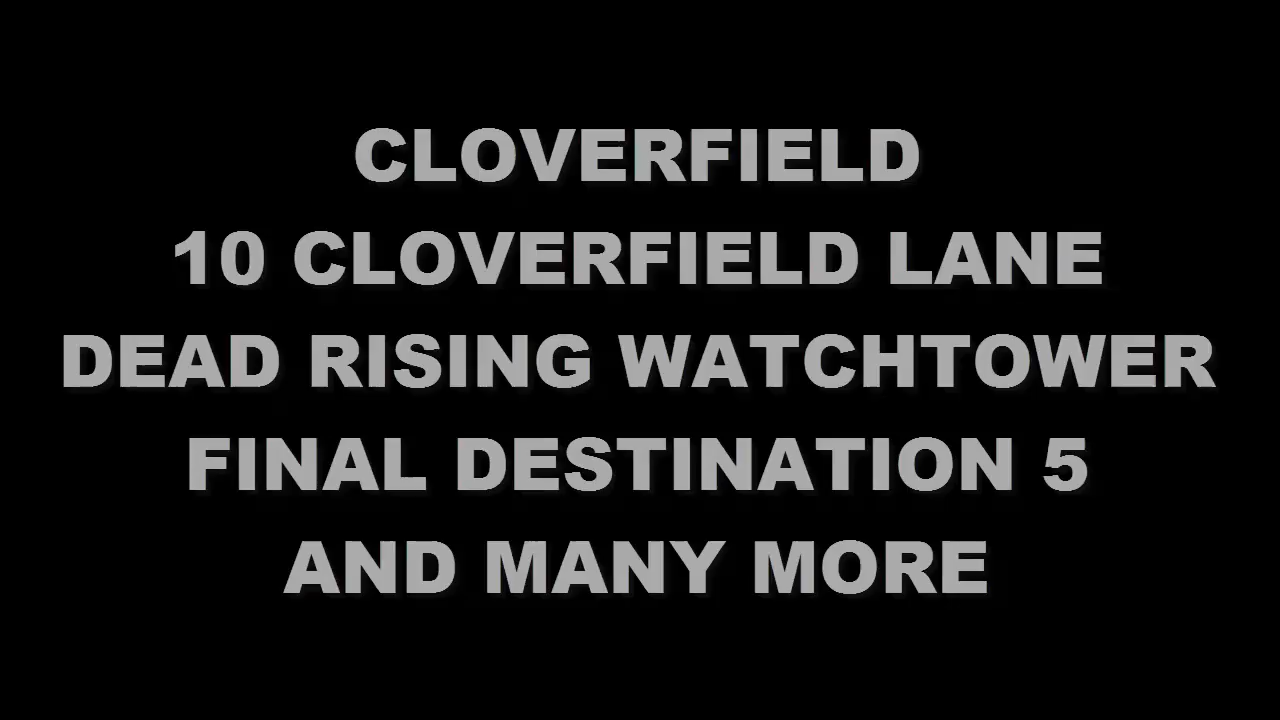 CLOVERFIELD
10 CLOVERFIELD LANE
DEAD RISING WATCHTOWER
FINAL DESTINATION 5
AND MANY MORE